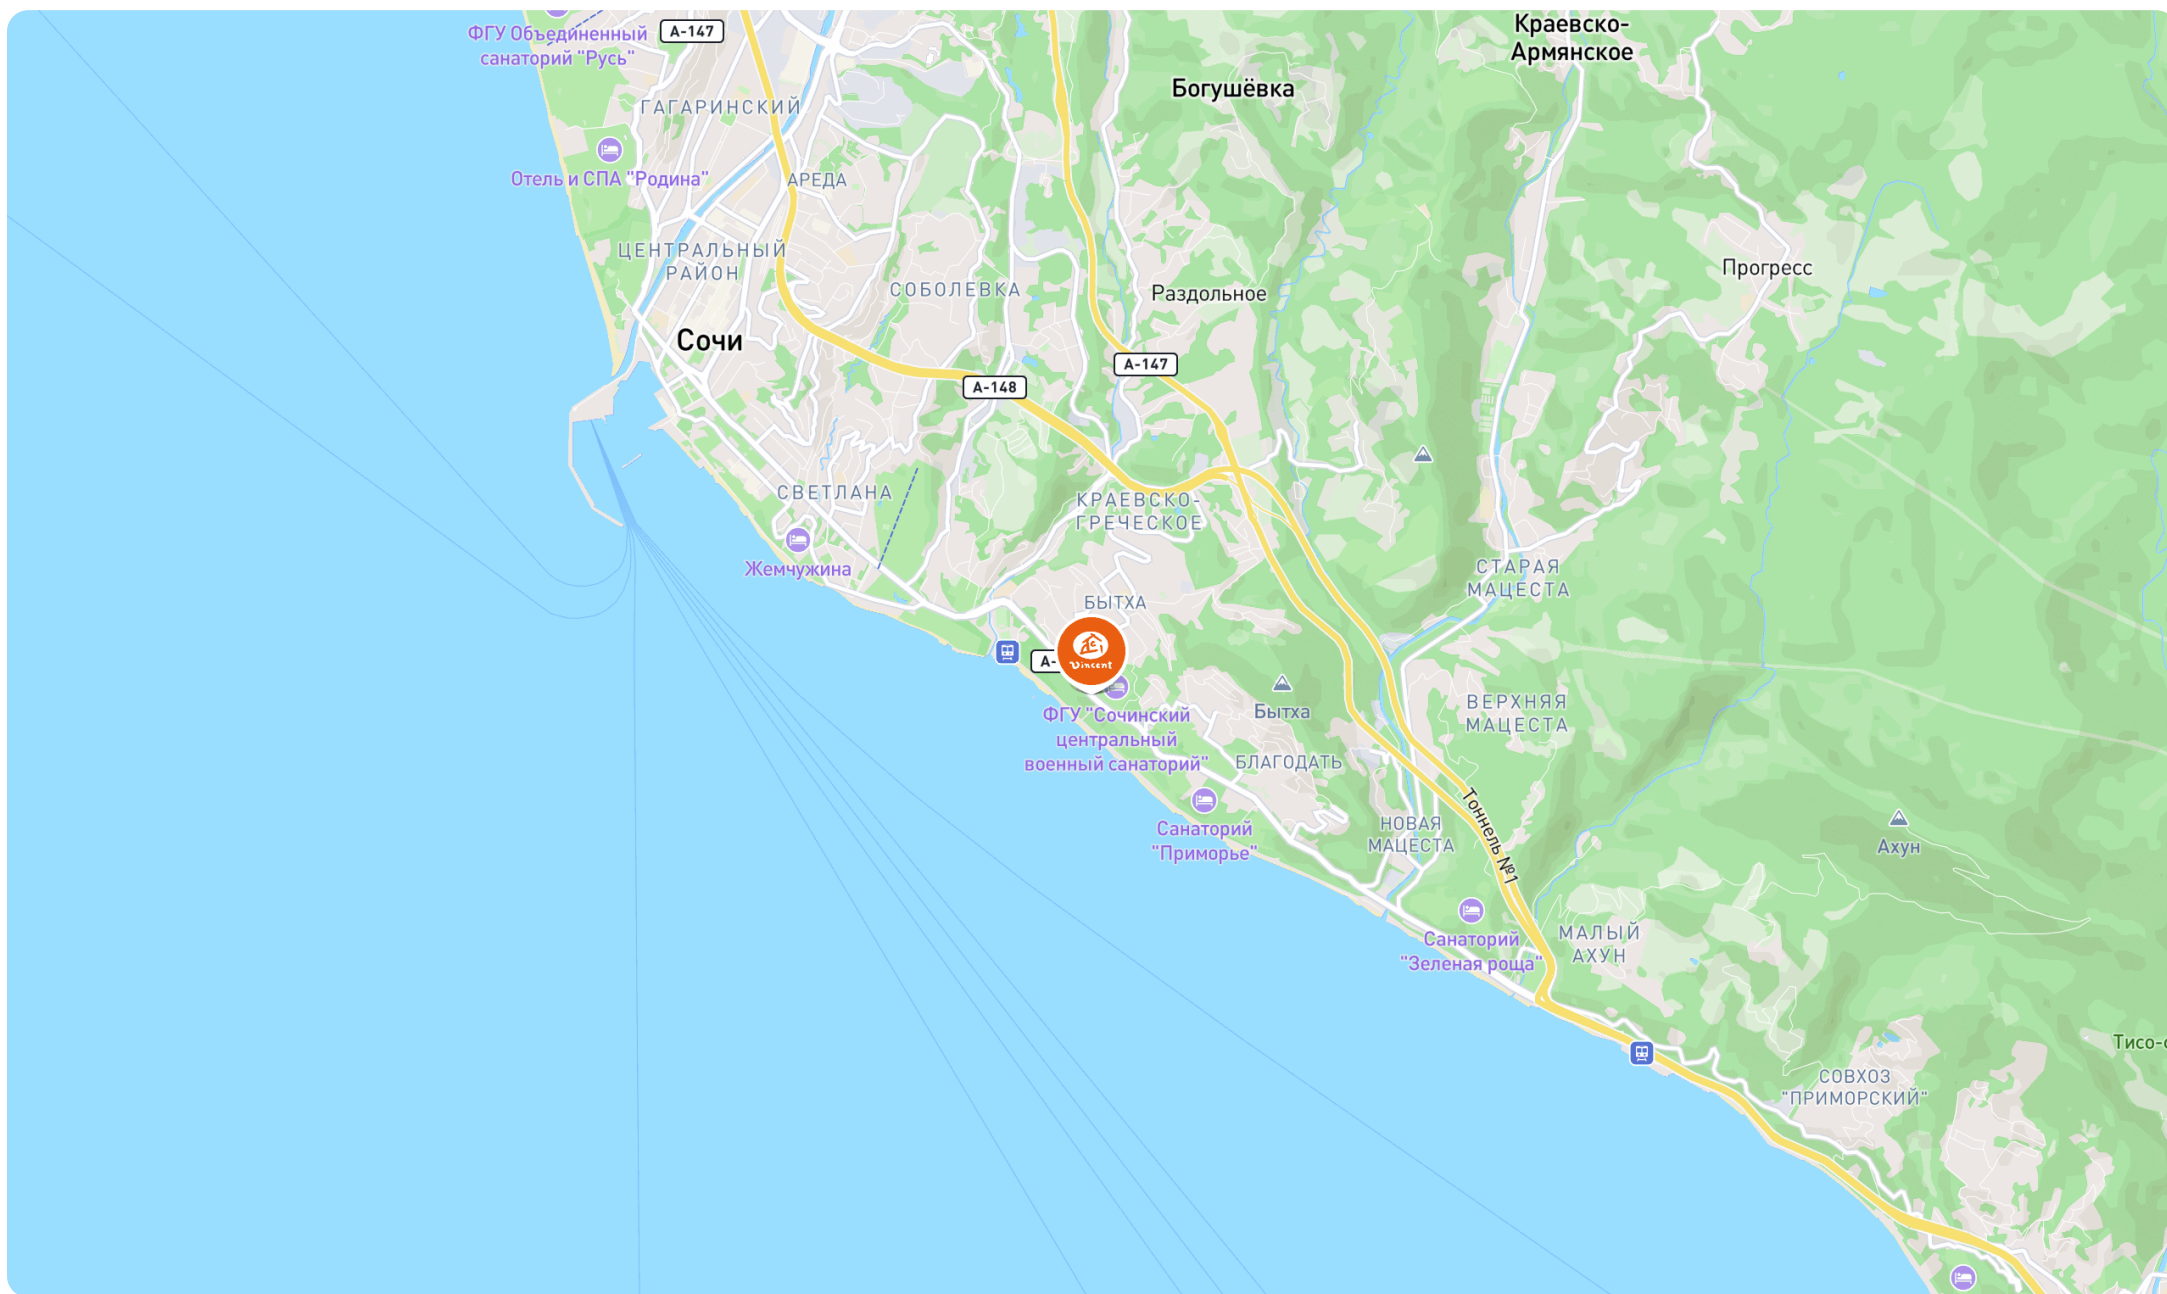 Краевско-
Армянское
ФГУ Объединенный
санаторий "Русь"
А-147
Богушёвка
ГАГАРИНСКИЙ
Отель и СПА "Родина"
АРЕДА
ЦЕНТРАЛЬНЫЙ
РАЙОН
Прогресс
СОБОЛЕВКА
Раздольное
Сочи
А-147
А-148
СВЕТЛАНА
КРАЕВСКО-
ГРЕЧЕСКОЕ
Жемчужина
СТАРАЯ
МАЦЕСТА
БЫТХА
А-
Vincent
ФГУ "Сочинский
центральный
военный санаторий"
Бытха
ВЕРХНЯЯ
МАЦЕСТА
БЛАГОДАТЬ
Тоннель №1
Санаторий
"Приморье"
НОВАЯ
МАЦЕСТА
Ахун
Санаторий
"Зеленая роща"
МАЛЫЙ
АХУН
Тисо-с
СОВХОЗ
"ПРИМОРСКИЙ"